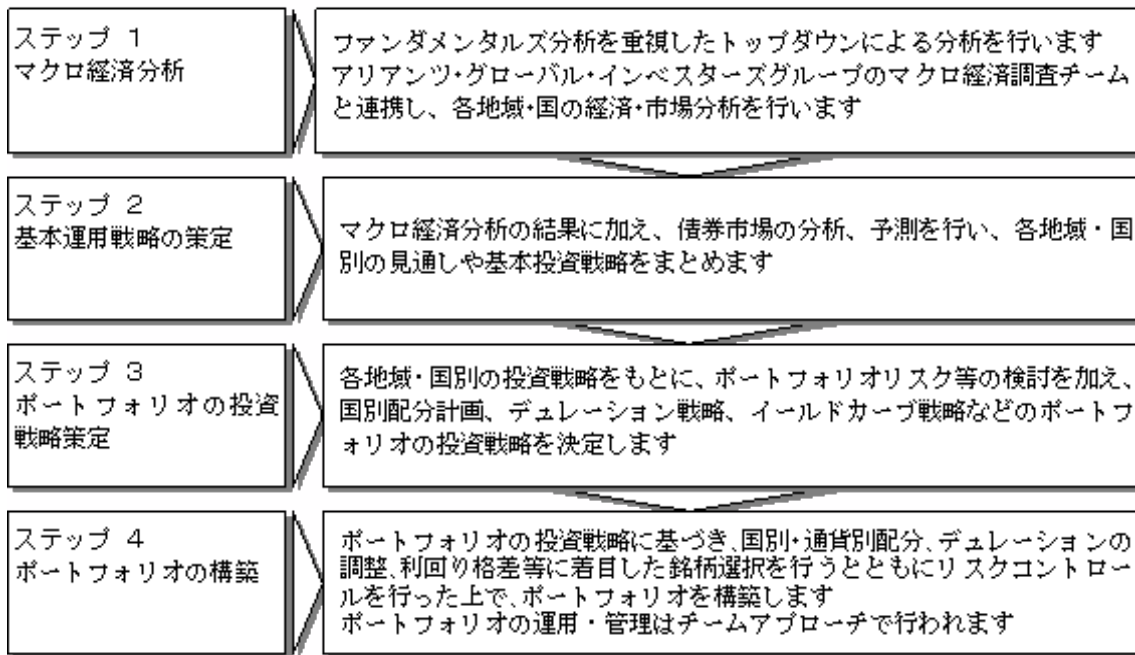 ステップ 1
マクロ経済分析
ファンダメンタルズ分析を重視したトップダウンによる分析を行います
アリアンツ・グローバル・インベスターズグループのマクロ経済調査チーム
と連携し、各地域・国の経済・市場分析を行います
ステップ 2
基本運用戦略の策定
マクロ経済分析の結果に加え、債券市場の分析、予測を行い、各地域・国
別の見通しや基本投資戦略をまとめます
ステップ 3
ポートフォリオの投資
戦略策定
各地域・国別の投資戦略をもとに、ポートフォリオリスク等の検討を加え、
国別配分計画、デュレーション戦略、イールドカーブ戦略などのポートフ
ォリオの投資戦略を決定します
ステップ 4
ポートフォリオの構築
ポートフォリオの投資戦略に基づき、国別・通貨別配分、デュレーションの
調整、利回り格差等に着目した銘柄選択を行うとともにリスクコントロー
ルを行った上で、ポートフォリオを構築します
ポートフォリオの運用・管理はチームアプローチで行われます